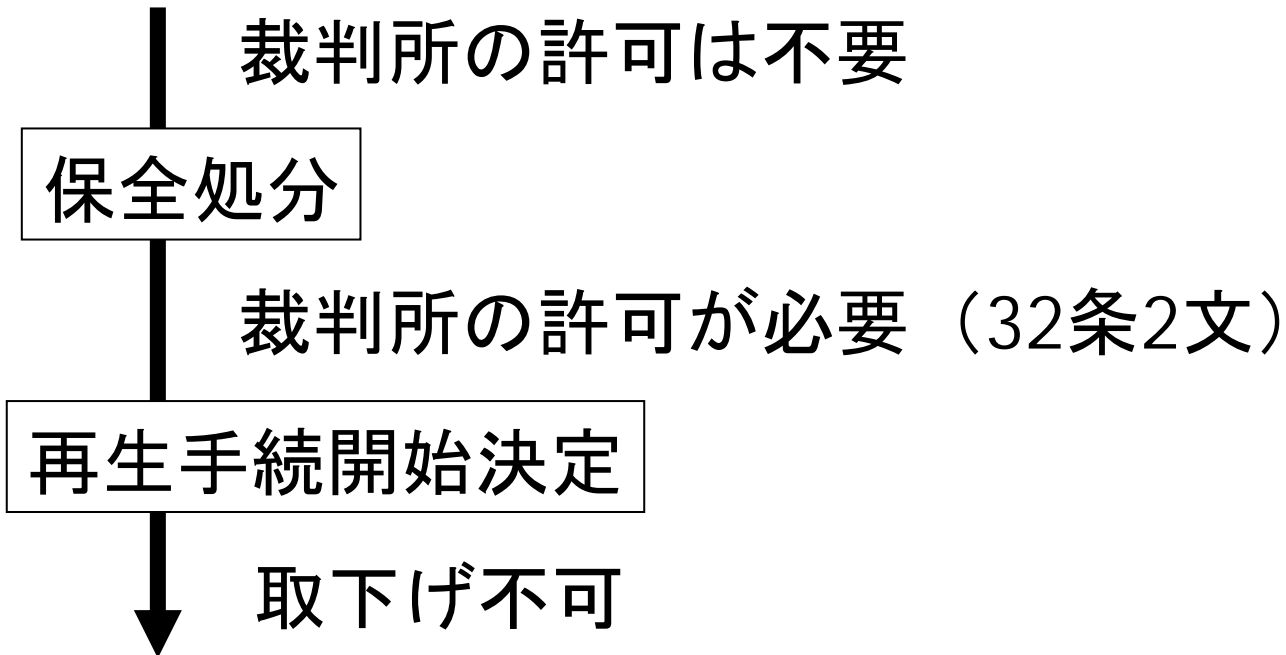 裁判所の許可は不要
保全処分
裁判所の許可が必要（32条2文）
再生手続開始決定
取下げ不可